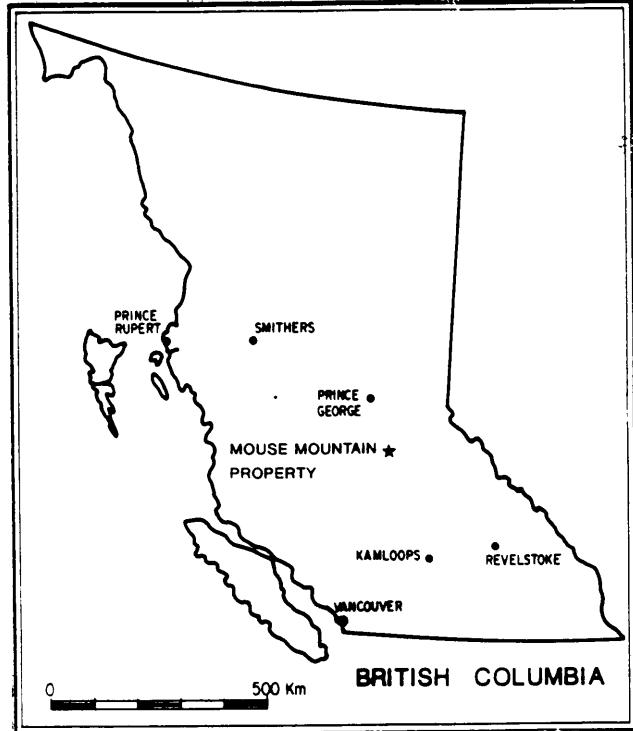 PRINCE
RUPERT
SMITHERS
PRINCE
GEORGE
MOUSE MOUNTAIN
PROPERTY
KAMLOOPS
REVELSTOKE
VANCOUVER
BRITISH COLUMBIA
0 500 Km